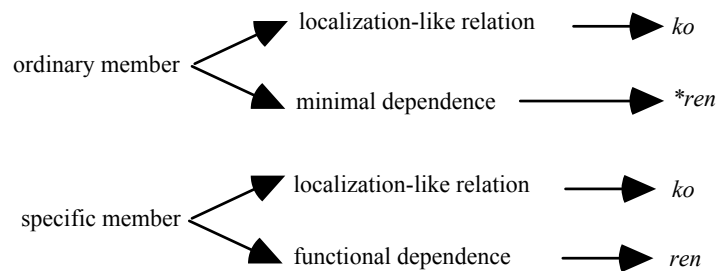 localization-like relation ko
ordinary member
minimal dependence *ren
localization-like relation ko
specific member
functional dependence ren